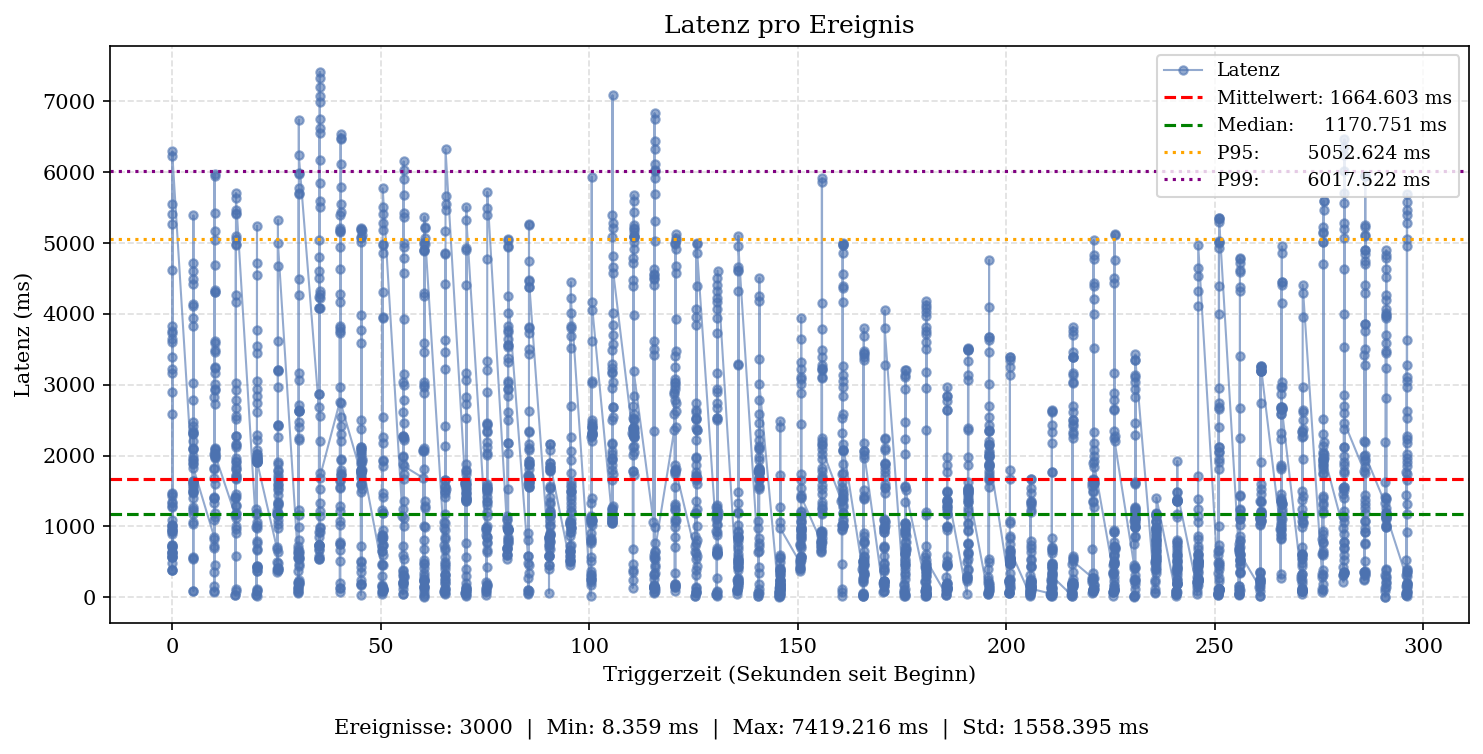 Latenz pro Ereignis
Latenz (ms)
7000
6000
5000
4000
3000
2000
1000
0
Latenz
Mittelwert: 1664.603 ms
Median: 1170.751 ms
P95: 5052.624 ms
P99: 6017.522 ms
0 50 100 150 200 250 300
Triggerzeit (Sekunden seit Beginn)
Ereignisse: 3000 | Min: 8.359 ms | Max: 7419.216 ms | Std: 1558.395 ms